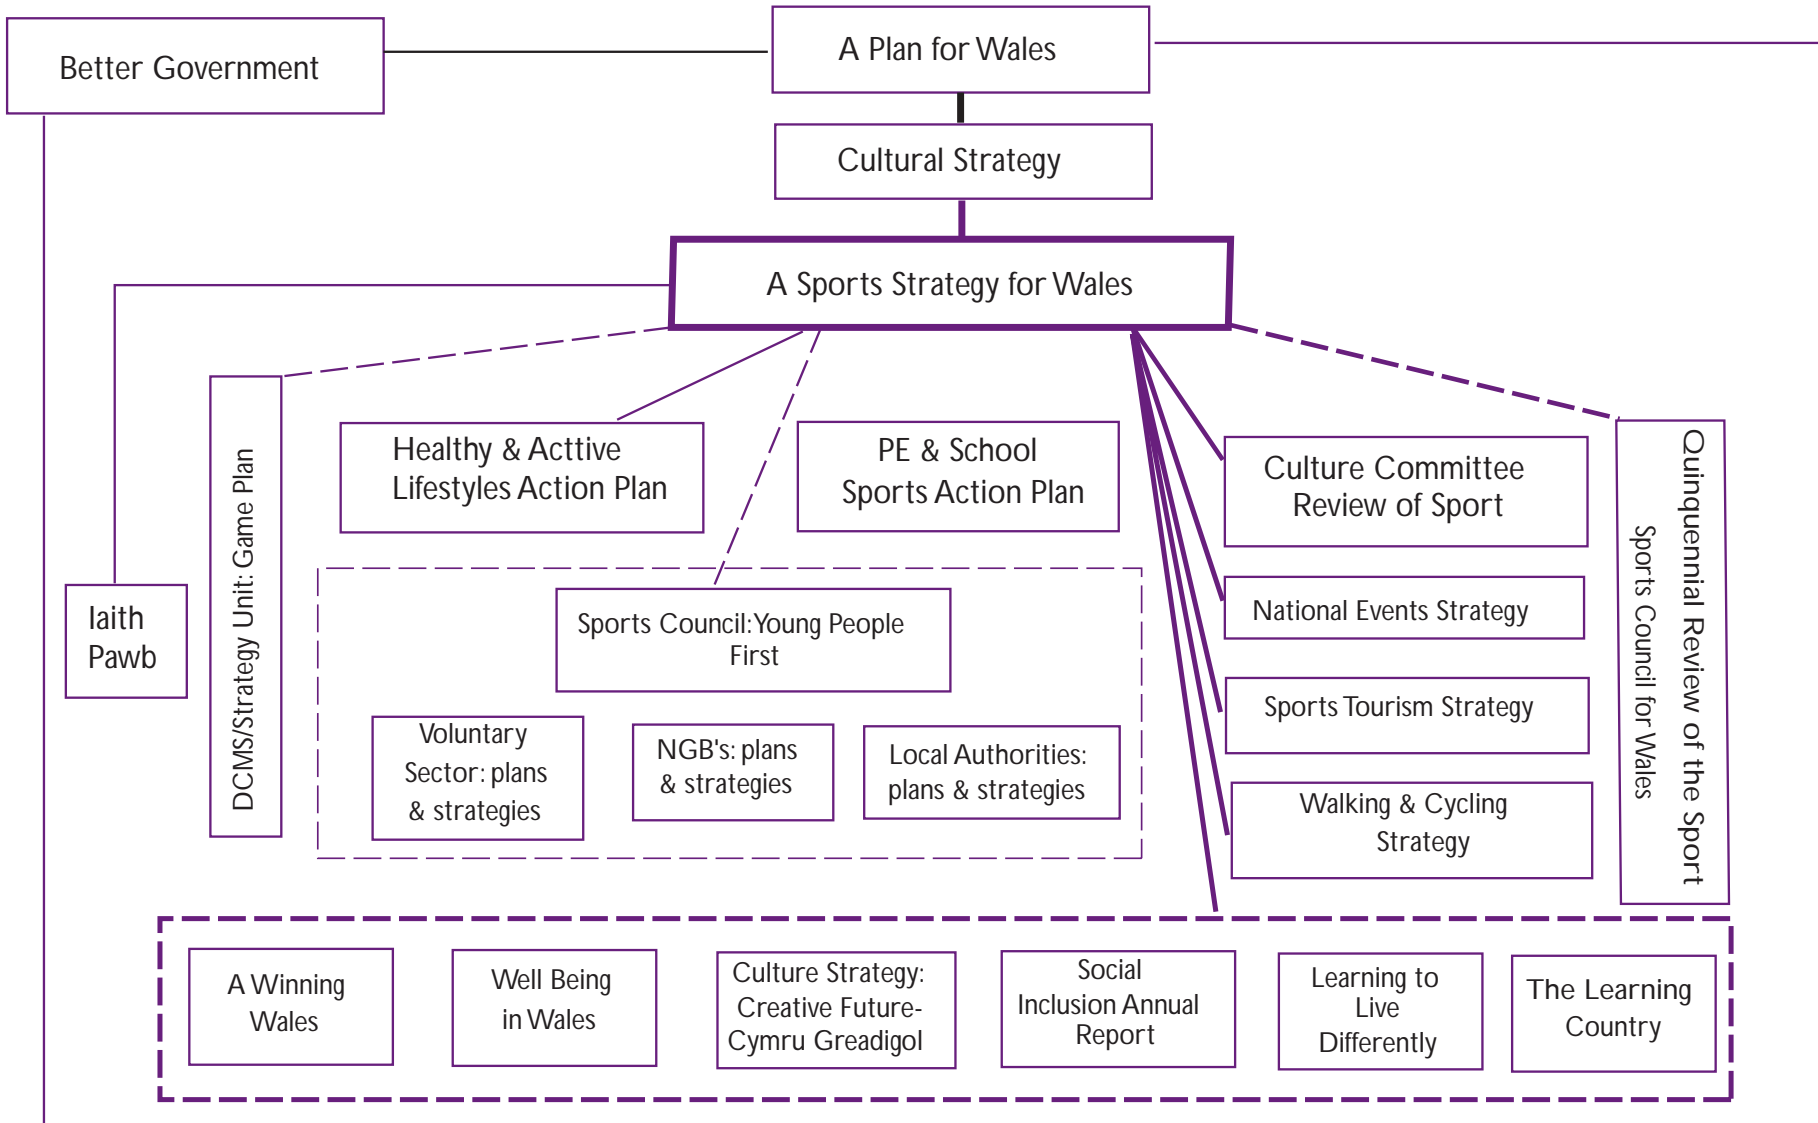 Better Government
A Plan for Wales
Cultural Strategy
A Sports Strategy for Wales
DCMS/Strategy Unit: Game Plan
Healthy & Acttive
Lifestyles Action Plan
PE & School
Sports Action Plan
Culture Committee
Review of Sport
Quinquennial Review of the Sport
Sports Council for Wales
Iaith
Pawb
Sports Council:Young People
First
National Events Strategy
Sports Tourism Strategy
Voluntary
Sector: plans
& strategies
NGB's: plans
& strategies
Local Authorities:
plans & strategies
Walking & Cycling
Strategy
A Winning
Wales
Well Being
in Wales
Culture Strategy:
Creative Future-
Cymru Greadigol
Social
Inclusion Annual
Report
Learning to
Live
Differently
The Learning
Country